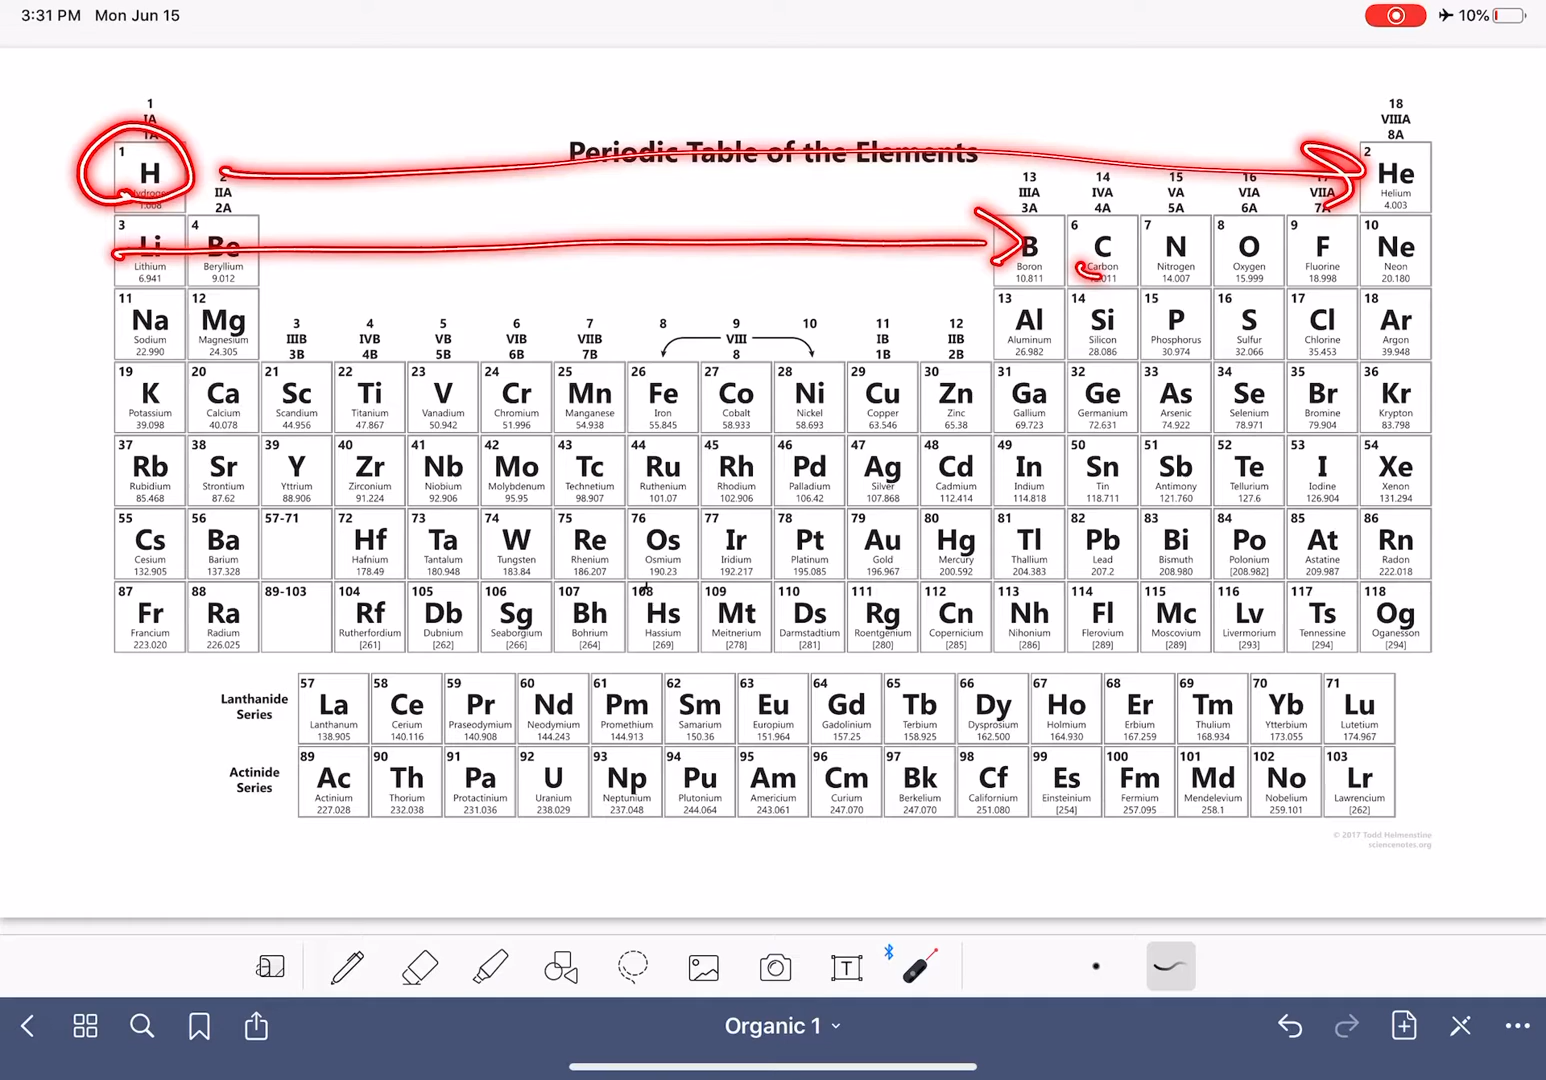 3:31 PM Mon Jun 15
10%
1 18
IA VIIIA
1A 8A
1 2
H Periodic Table of the Elements He
2 13 14 15 16 17 Helium
IIA IIIA IVA VA VIA VIIA 4.003
1.008 2A 3A 4A 5A 6A 7A
3 4 5 6 7 8 9 10
Li Be B C N O F Ne
Lithium Beryllium Boron Carbon Nitrogen Oxygen Fluorine Neon
6.941 9.012 10.811 14.007 15.999 18.998 20.180
11 12 13 14 15 16 17 18
Na Mg Al Si P S Cl Ar
3 4 5 6 7 8 9 10 11 12
Sodium Magnesium IIIB IVB VB VIB VIIB VIII IB IIB Aluminum Silicon Phosphorus Sulfur Chlorine Argon
22.990 24.305 3B 4B 5B 6B 7B 8 1B 2B 26.982 28.086 30.974 32.066 35.453 39.948
19 20 21 22 23 24 25 26 27 28 29 30 31 32 33 34 35 36
K Ca Sc Ti V Cr Mn Fe Co Ni Cu Zn Ga Ge As Se Br Kr
Potassium Calcium Scandium Titanium Vanadium Chromium Manganese Iron Cobalt Nickel Copper Zinc Gallium Germanium Arsenic Selenium Bromine Krypton
39.098 40.078 44.956 47.867 50.942 51.996 54.938 55.845 58.933 58.693 63.546 65.38 69.723 72.631 74.922 78.971 79.904 83.798
37 38 39 40 41 42 43 44 45 46 47 48 49 50 51 52 53 54
Rb Sr Y Zr Nb Mo Tc Ru Rh Pd Ag Cd In Sn Sb Te I Xe
Rubidium Strontium Yttrium Zirconium Niobium Molybdenum Technetium Ruthenium Rhodium Palladium Silver Cadmium Indium Tin Antimony Tellurium Iodine Xenon
85.468 87.62 88.906 91.224 92.906 95.95 98.907 101.07 102.906 106.42 107.868 112.414 114.818 118.711 121.760 127.6 126.904 131.294
55 56 57-71 72 73 74 75 76 77 78 79 80 81 82 83 84 85 86
Cs Ba Hf Ta W Re Os Ir Pt Au Hg Tl Pb Bi Po At Rn
Cesium Barium Hafnium Tantalum Tungsten Rhenium Osmium Iridium Platinum Gold Mercury Thallium Lead Bismuth Polonium Astatine Radon
132.905 137.328 178.49 180.948 183.84 186.207 190.23 192.217 195.085 196.967 200.592 204.383 207.2 208.980 [208.982] 209.987 222.018
87 88 89-103 104 105 106 107 108 109 110 111 112 113 114 115 116 117 118
Fr Ra Rf Db Sg Bh Hs Mt Ds Rg Cn Nh Fl Mc Lv Ts Og
Francium Radium Rutherfordium Dubnium Seaborgium Bohrium Hassium Meitnerium Darmstadtium Roentgenium Copernicium Nihonium Flerovium Moscovium Livermorium Tennessine Oganesson
223.020 226.025 [261] [262] [266] [264] [269] [278] [281] [280] [285] [286] [289] [289] [293] [294] [294]
57 58 59 60 61 62 63 64 65 66 67 68 69 70 71
Lanthanide
Series
La Ce Pr Nd Pm Sm Eu Gd Tb Dy Ho Er Tm Yb Lu
Lanthanum Cerium Praseodymium Neodymium Promethium Samarium Europium Gadolinium Terbium Dysprosium Holmium Erbium Thulium Ytterbium Lutetium
138.905 140.116 140.908 144.243 144.913 150.36 151.964 157.25 158.925 162.500 164.930 167.259 168.934 173.055 174.967
89 90 91 92 93 94 95 96 97 98 99 100 101 102 103
Actinide
Series
Ac Th Pa U Np Pu Am Cm Bk Cf Es Fm Md No Lr
Actinium Thorium Protactinium Uranium Neptunium Plutonium Americium Curium Berkelium Californium Einsteinium Fermium Mendelevium Nobelium Lawrencium
227.028 232.038 231.036 238.029 237.048 244.064 243.061 247.070 247.070 251.080 [254] 257.095 258.1 259.101 [262]
© 2017 Todd Helmenstine
sciencenotes.org
T
Organic 1